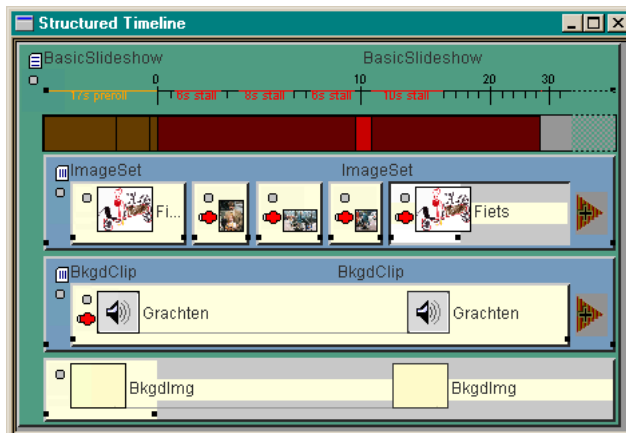 Structured Timeline
BasicSlideshow BasicSlideshow
0 10 20 30
17s preroll 6s stall 8s stall 6s stall 10s stall
ImageSet ImageSet
Fi... Fiets
BkgdClip BkgdClip
Grachten Grachten
BkgdImg BkgdImg